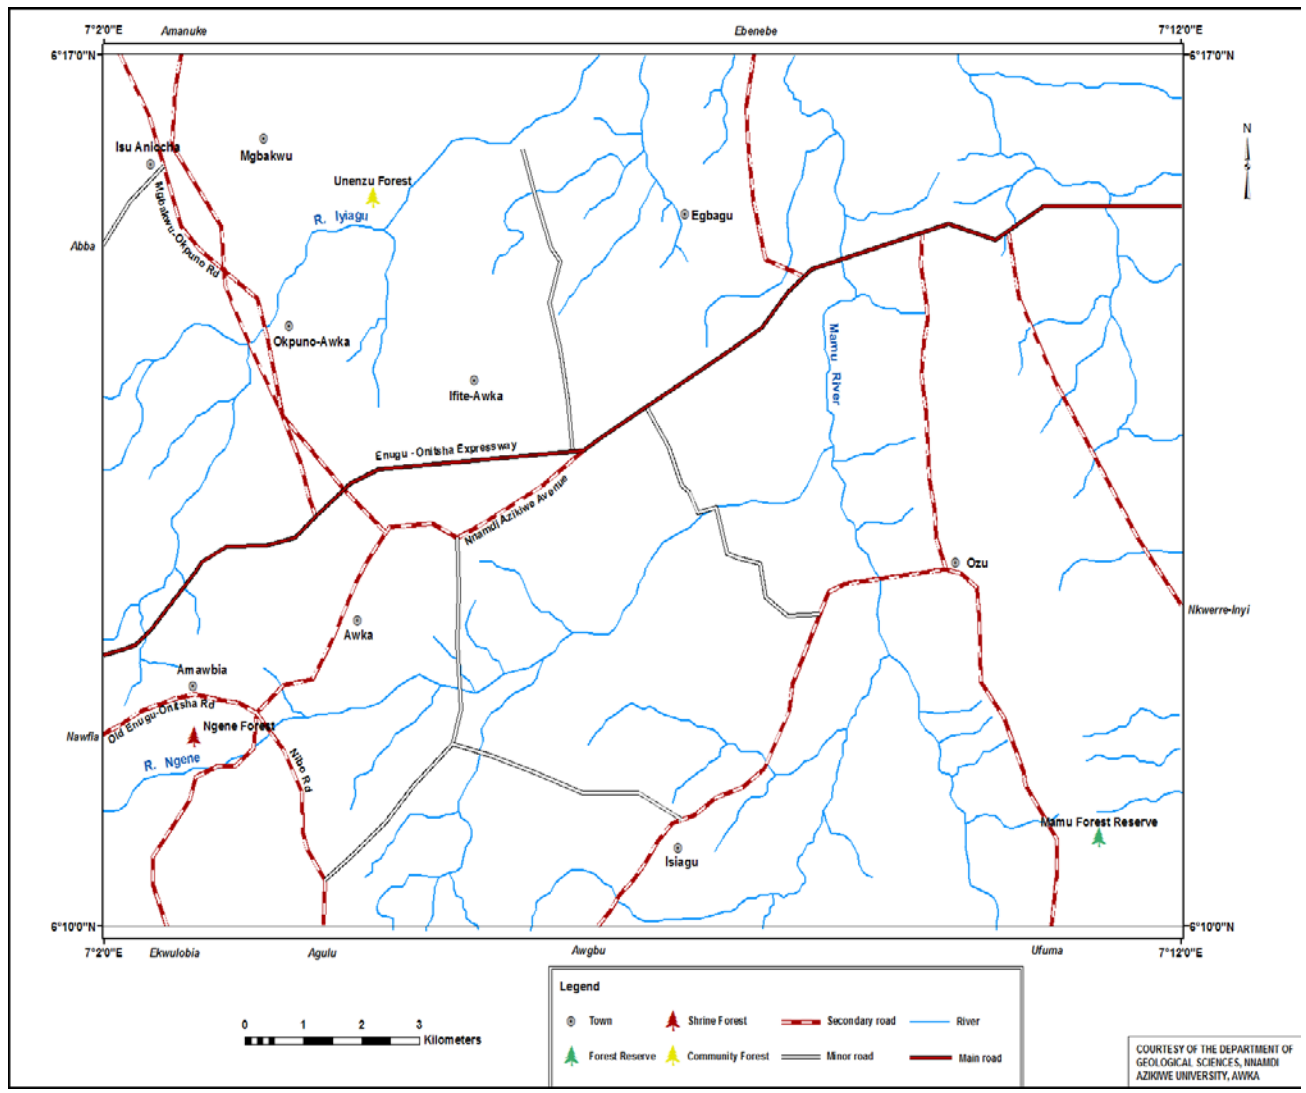 7°2'0"E
Amanuke
Ebenebe
7°12'0"E
6°17'0"N
6°17'0"N
N
Mgbakwu
Isu Aniocha
Unenzu Forest
R. Iyiagu
Egbagu
Mgbakwu-Okpuno Rd
Abba
Okpuno-Awka
Mamu River
Ifite-Awka
Enugu - Onitsha Expressway
Nnamdi Azikiwe Avenue
Ozu
Nkwerre-Inyi
Awka
Amawbia
Old Enugu-Onitsha Rd
Ngene Forest
Nawfia
R. Ngene
Nibo Rd
Mamu Forest Reserve
Isiagu
6°10'0"N
6°10'0"N
7°2'0"E
Ekwulobia
Agulu
Awgbu
Ufuma
7°12'0"E
Legend
Town
Shrine Forest
Secondary road
River
Forest Reserve
Community Forest
Minor road
Main road
0 1 2 3
Kilometers
COURTESY OF THE DEPARTMENT OF
GEOLOGICAL SCIENCES, NNAMDI
AZIKIWE UNIVERSITY, AWKA